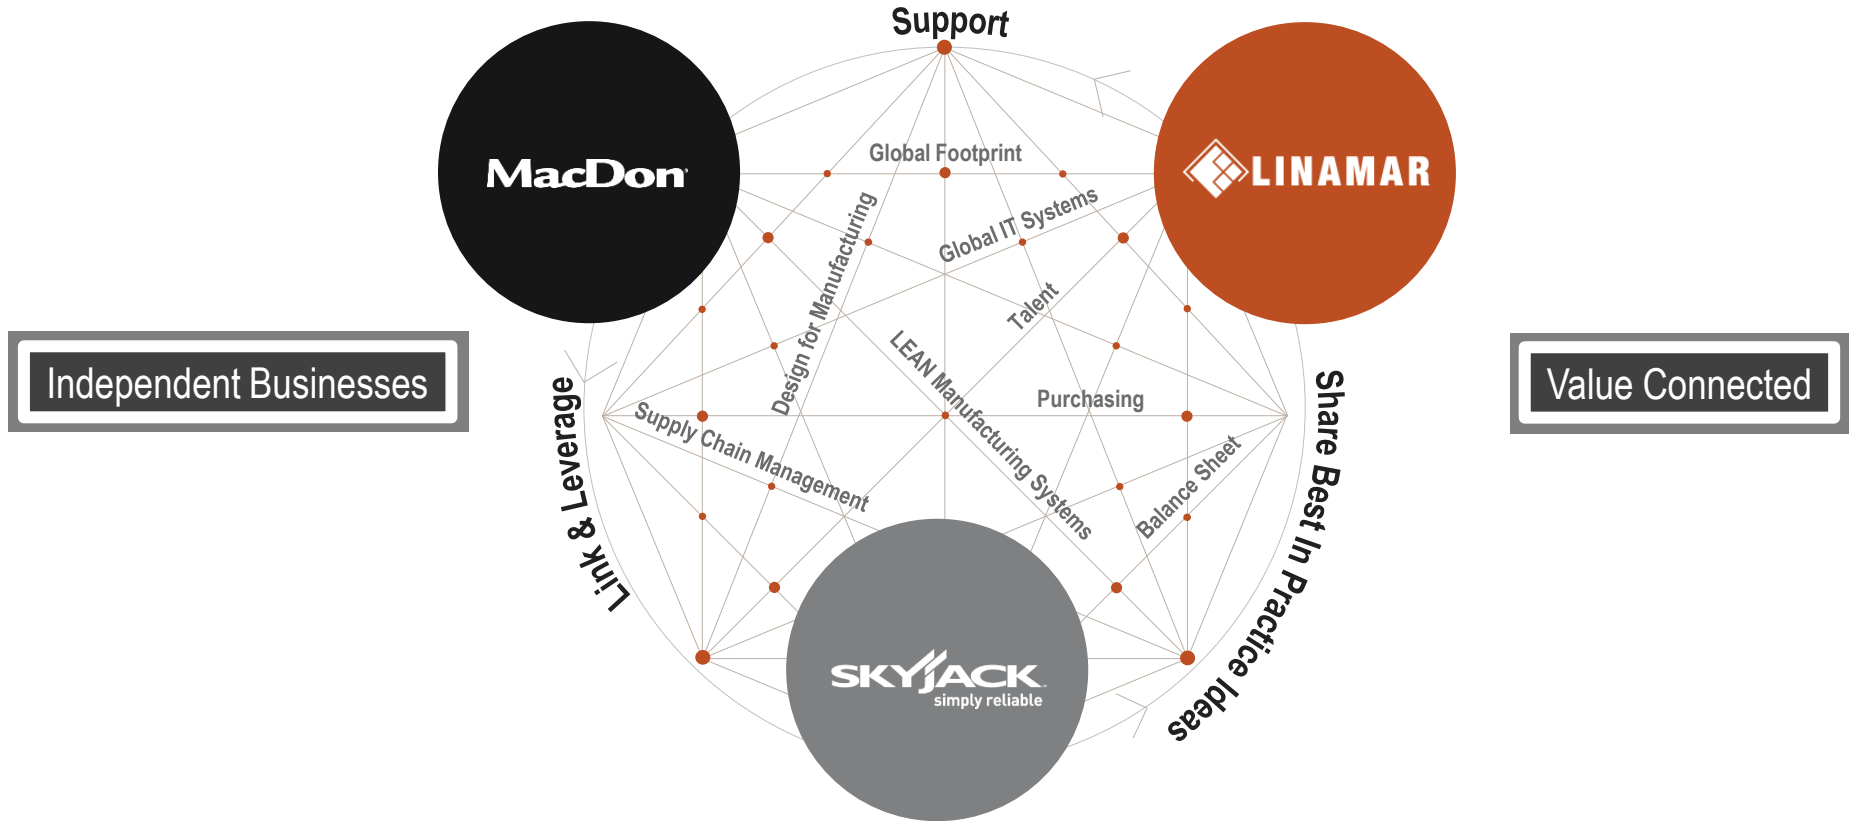 Support
MacDon
LINAMAR
Global Footprint
Global IT Systems
Design for Manufacturing
Talent
LEAN Manufacturing Systems
Independent Businesses
Value Connected
Purchasing
Supply Chain Management
Balance Sheet
Link & Leverage
Share Best In Practice Ideas
SKYJACK
simply reliable